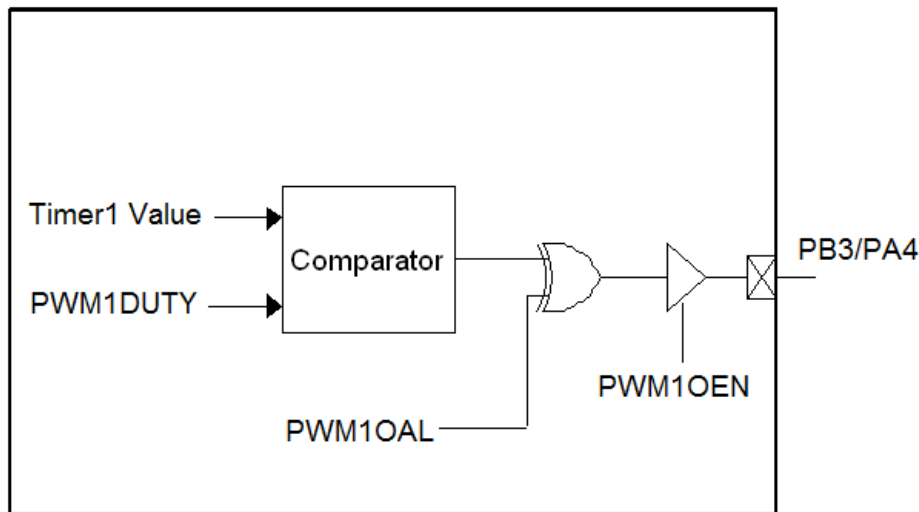 Timer1 Value
Comparator
PB3/PA4
PWM1DUTY
PWM1OEN
PWM1OAL